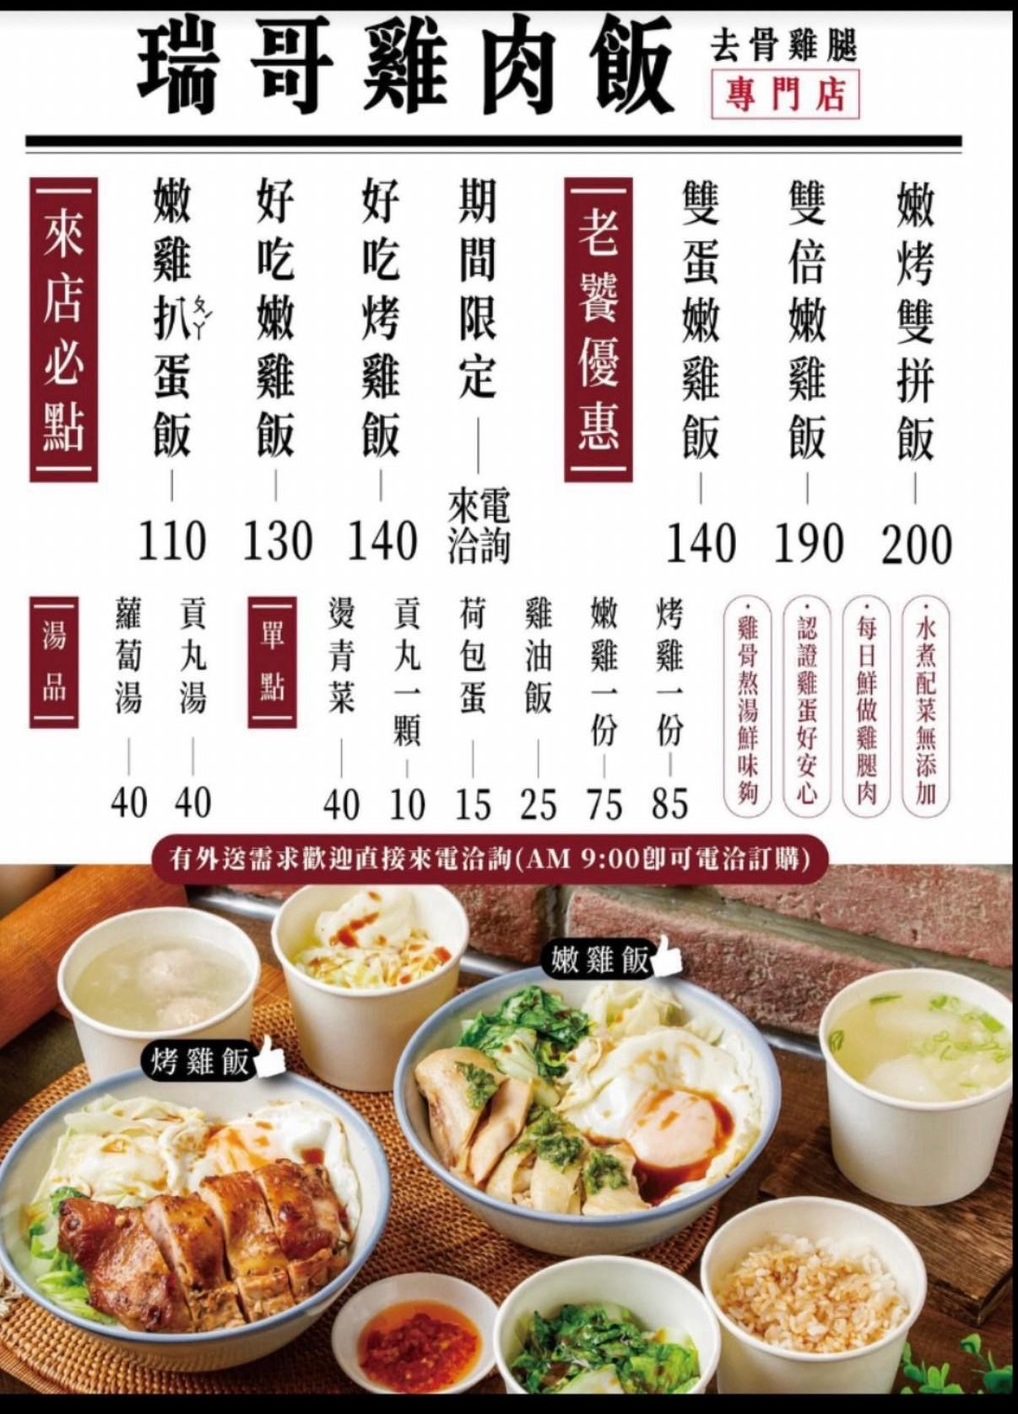 瑞哥雞肉飯
去骨雞腿
專門店
來店必點
嫩雞扒蛋飯
ㄆㄚˊ
110
好吃嫩雞飯
130
好吃烤雞飯
140
期間限定
來電洽詢
老饕優惠
雙蛋嫩雞飯
140
雙倍嫩雞飯
190
嫩烤雙拼飯
200
湯品
蘿蔔湯
40
貢丸湯
40
單點
燙青菜
40
貢丸一顆
10
荷包蛋
15
雞油飯
25
嫩雞一份
75
烤雞一份
85
·雞骨熬湯鮮味夠
·認證雞蛋好安心
·每日鮮做雞腿肉
·水煮配菜無添加
有外送需求歡迎直接來電洽詢(AM 9:00即可電洽訂購)
嫩雞飯
烤雞飯